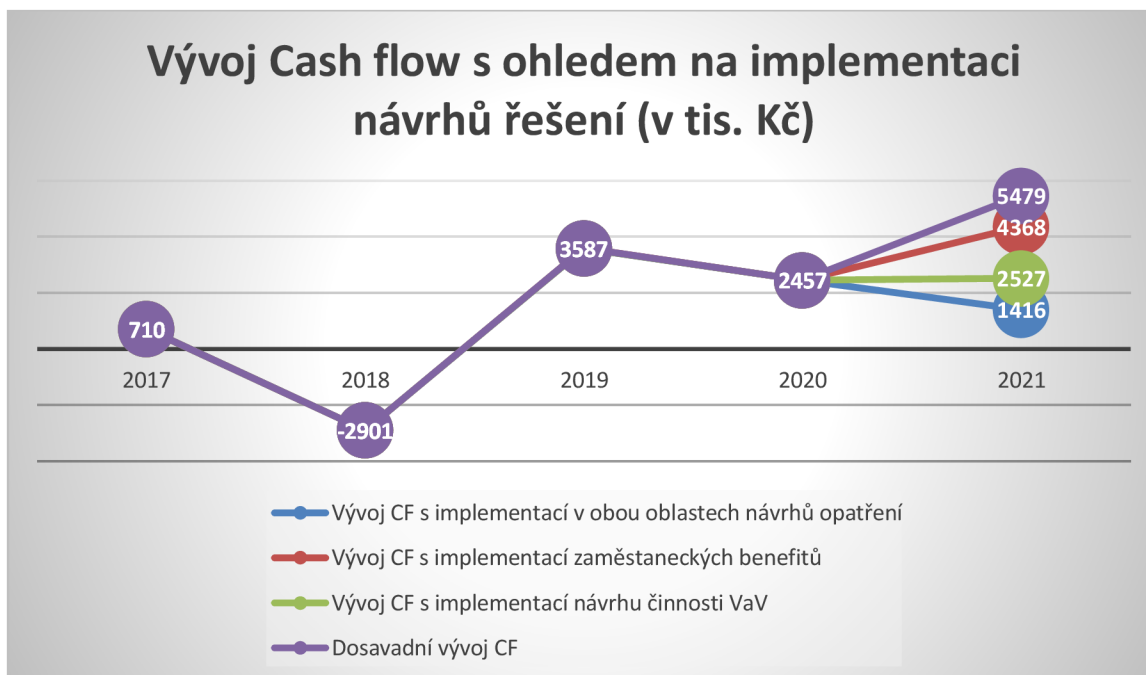 Vývoj Cash flow s ohledem na implementaci
návrhů řešení (v tis. Kč)
5479
4368
3587
2457
2527
1416
710
2017
2018
2019
2020
2021
-2901
Vývoj CF s implementací v obou oblastech návrhů opatření
Vývoj CF s implementací zaměstaneckých benefitů
Vývoj CF s implementací návrhu činnosti VaV
Dosavadní vývoj CF